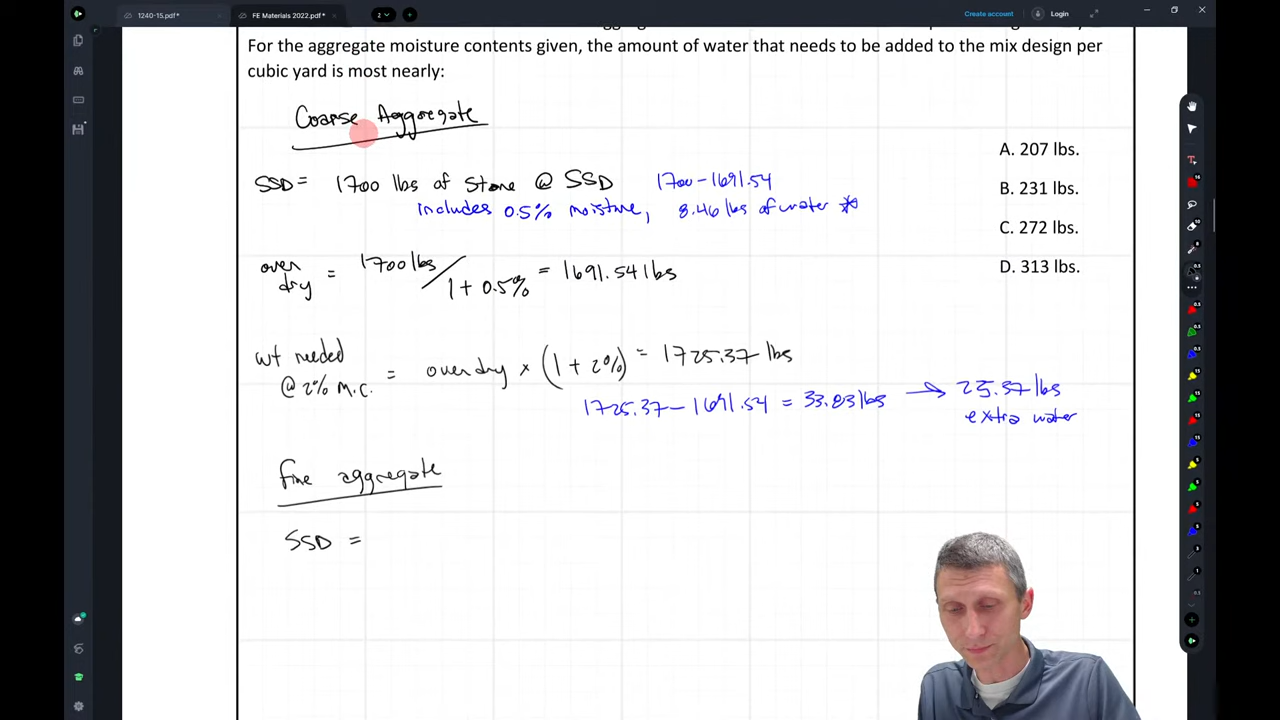 1240-15.pdf*
FE Materials 2022.pdf*
2
Create account
Login
For the aggregate moisture contents given, the amount of water that needs to be added to the mix design per
cubic yard is most nearly:
Coarse Aggregate
A. 207 lbs.
B. 231 lbs.
C. 272 lbs.
D. 313 lbs.
SSD = 1700 lbs of Stone @ SSD 1700-1691.54
includes 0.5% moisture, 8.46 lbs of water *
oven dry = 1700 lbs / 1 + 0.5% = 1691.54 lbs
wt needed @ 2% M.C. = oven dry × (1 + 2%) = 1725.37 lbs
1725.37 - 1691.54 = 33.83 lbs → 25.37 lbs
extra water
fine aggregate
SSD =